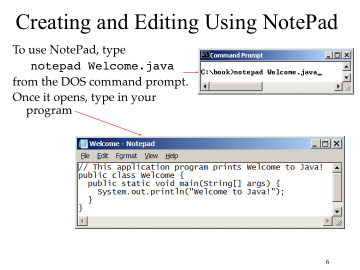 Creating and Editing Using NotePad
To use NotePad, type
notepad Welcome.java
from the DOS command prompt.
Once it opens, type in your
program
Command Prompt
C:\book>notepad Welcome.java_
Welcome - Notepad
File Edit Format View Help
// This application program prints Welcome to Java!
public class Welcome {
  public static void main(String[] args) {
    System.out.println("Welcome to Java!");
  }
}
6